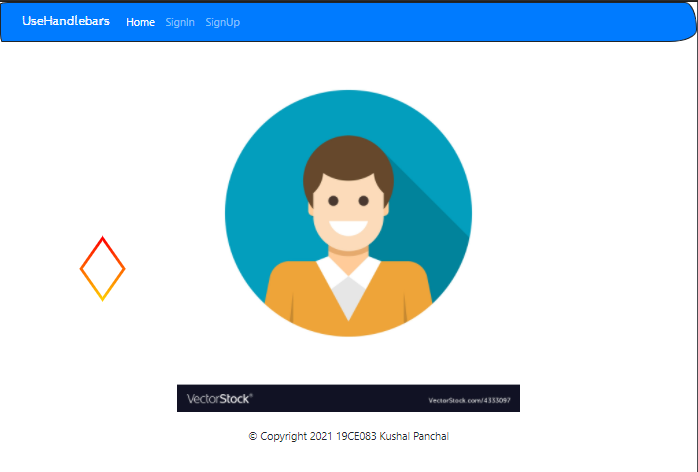 UseHandlebars Home SignIn SignUp
VectorStock® VectorStock.com/4333097
© Copyright 2021 19CE083 Kushal Panchal